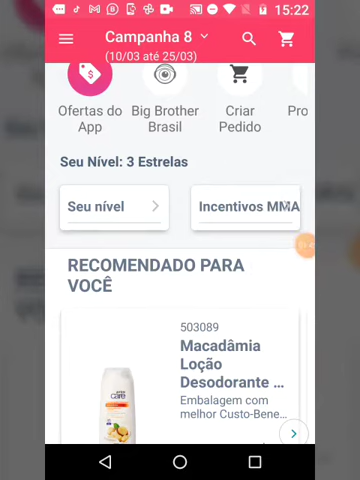 15:22
Campanha 8
(10/03 até 25/03)
Ofertas do
App
Big Brother
Brasil
Criar
Pedido
Pro
Seu Nível: 3 Estrelas
Seu nível
Incentivos MMA
RECOMENDADO PARA
VOCÊ
503089
Macadâmia
Loção
Desodorante ...
Embalagem com
melhor Custo-Bene...
care